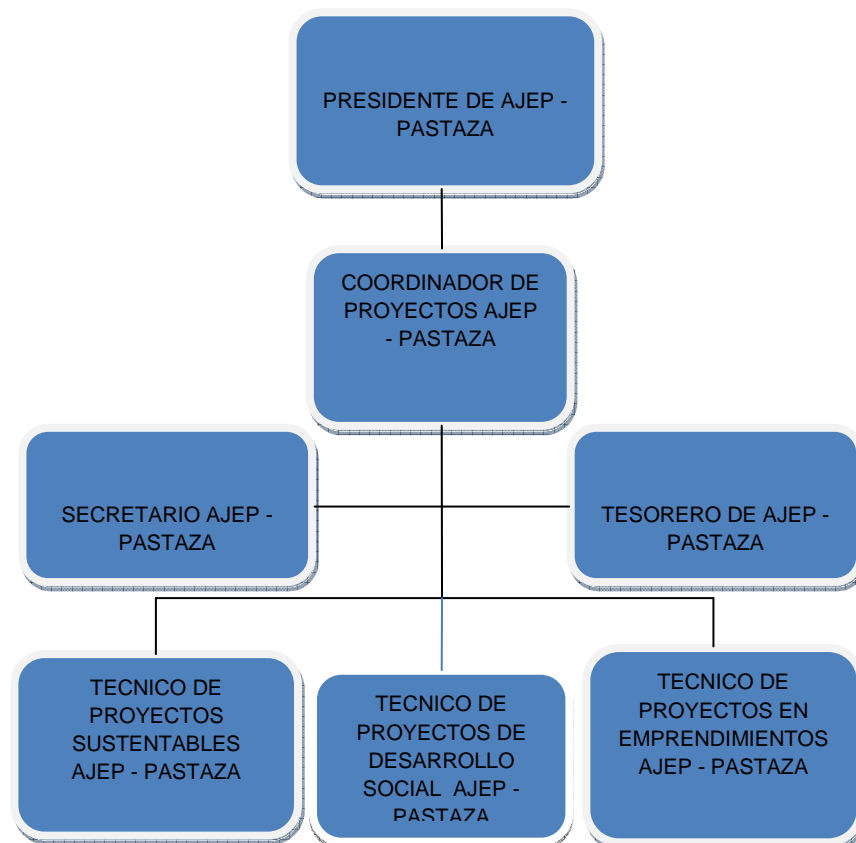 PRESIDENTE DE AJEP -
PASTAZA
COORDINADOR DE
PROYECTOS AJEP
- PASTAZA
SECRETARIO AJEP -
PASTAZA
TESORERO DE AJEP -
PASTAZA
TECNICO DE
PROYECTOS
SUSTENTABLES
AJEP - PASTAZA
TECNICO DE
PROYECTOS DE
DESARROLLO
SOCIAL AJEP -
PASTAZA
TECNICO DE
PROYECTOS EN
EMPRENDIMIENTOS
AJEP - PASTAZA